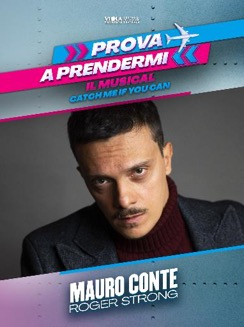 PROVA
A PRENDERMI
IL MUSICAL
CATCH ME IF YOU CAN
MAURO CONTE
ROGER STRONG